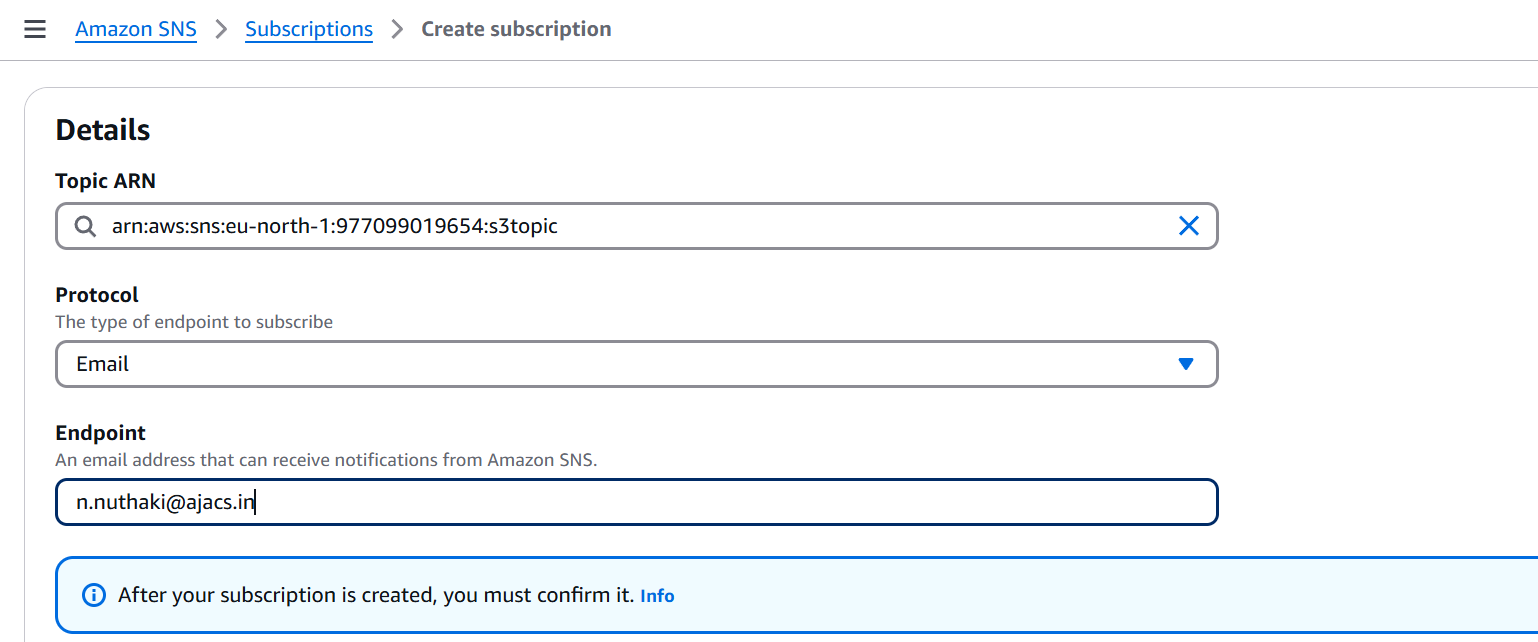 Amazon SNS > Subscriptions > Create subscription
Details
Topic ARN
arn:aws:sns:eu-north-1:977099019654:s3topic
Protocol
The type of endpoint to subscribe
Email
Endpoint
An email address that can receive notifications from Amazon SNS.
n.nuthaki@ajacs.in
After your subscription is created, you must confirm it. Info